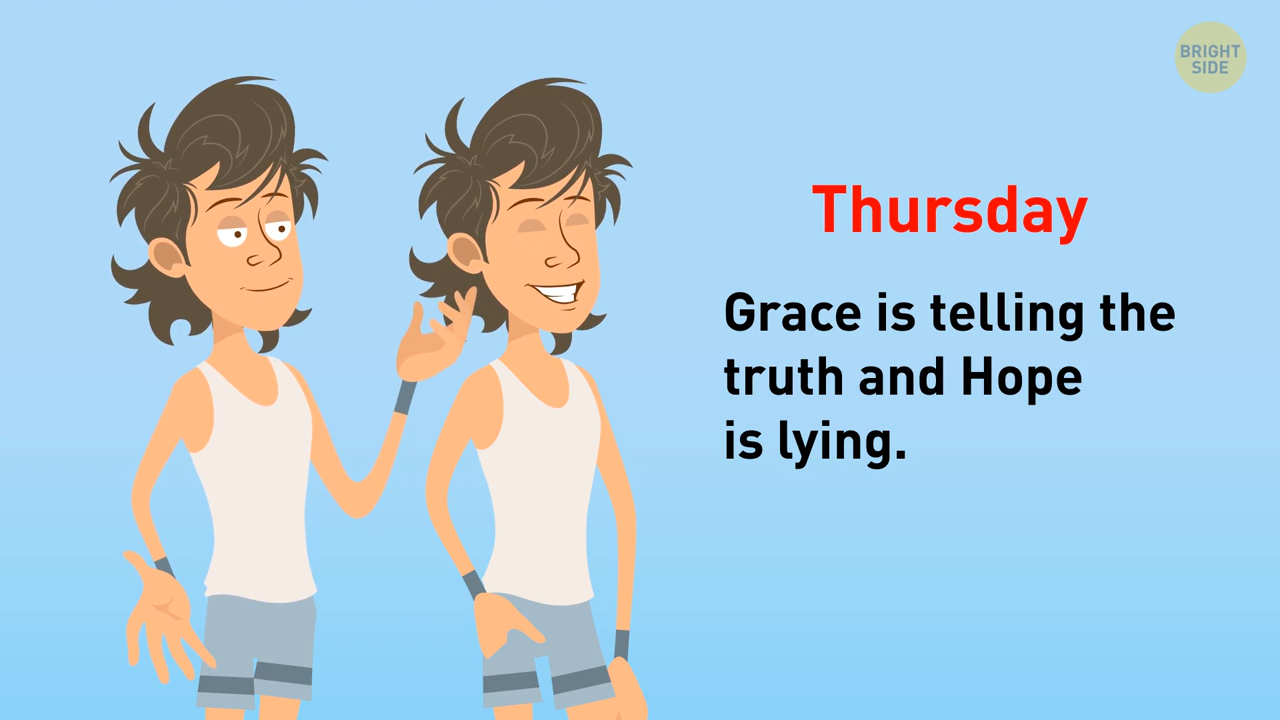 BRIGHT
SIDE
Thursday
Grace is telling the
truth and Hope
is lying.